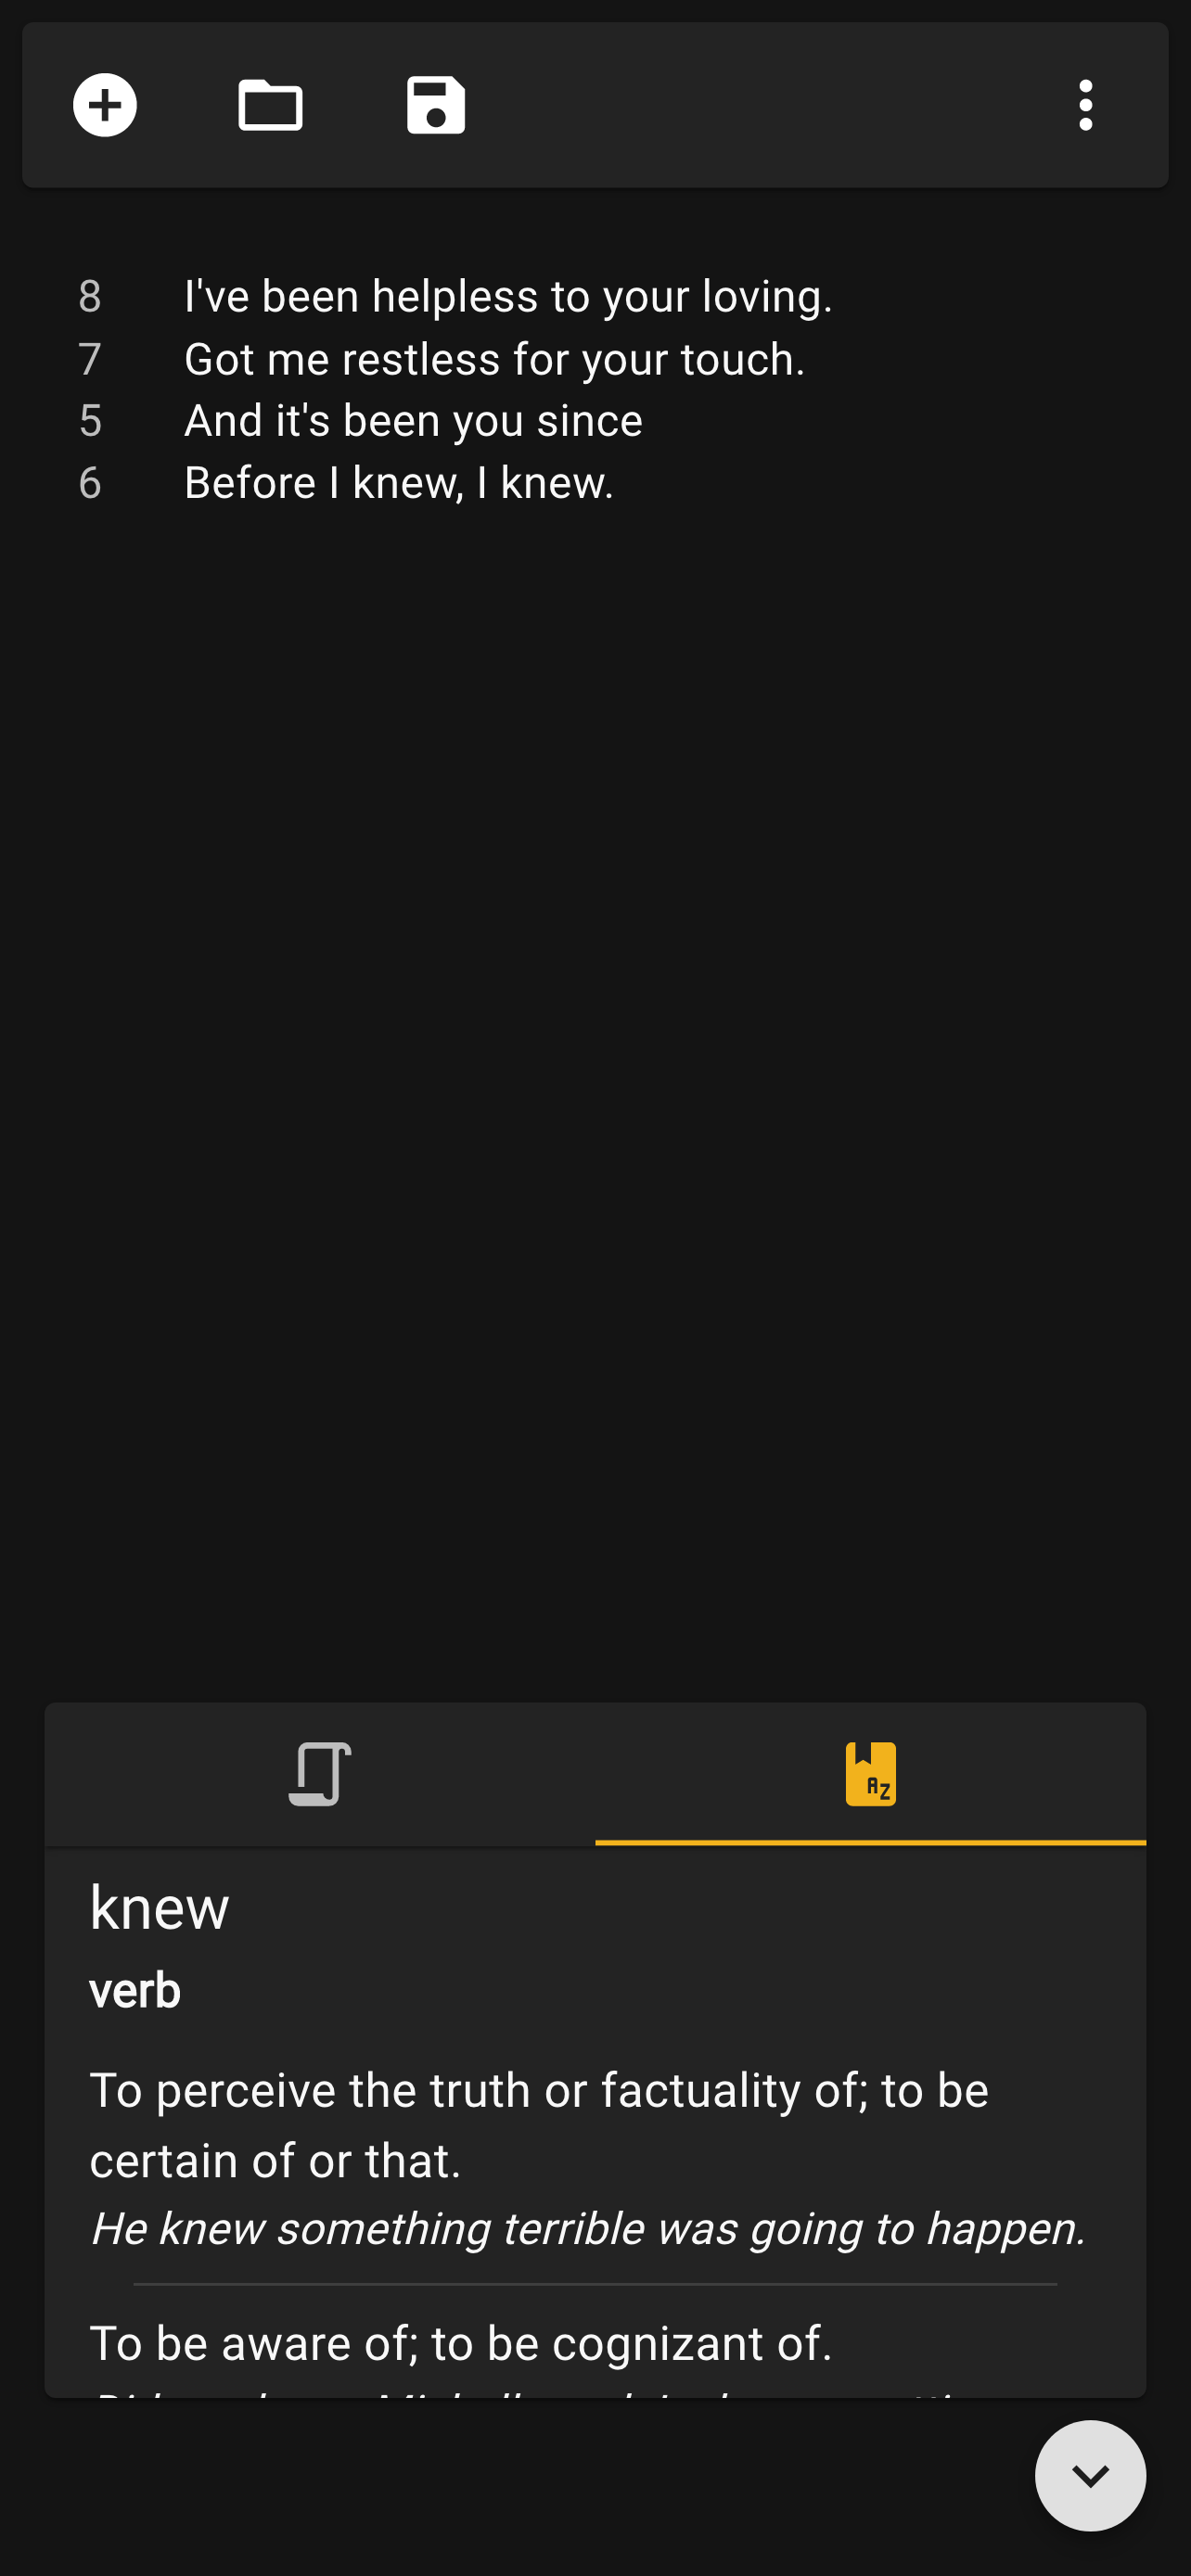 8 I've been helpless to your loving.
7 Got me restless for your touch.
5 And it's been you since
6 Before I knew, I knew.
AZ
knew
verb
To perceive the truth or factuality of; to be
certain of or that.
He knew something terrible was going to happen.
To be aware of; to be cognizant of.